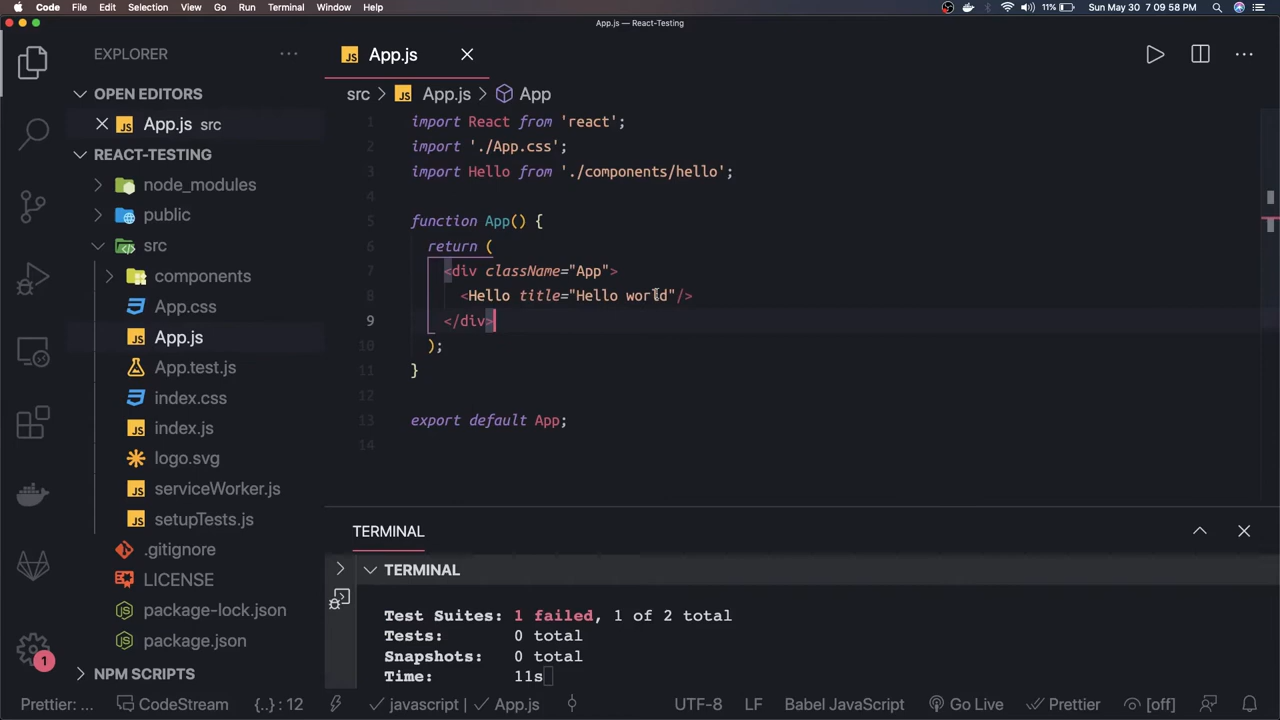 Code File Edit Selection View Go Run Terminal Window Help 11% Sun May 30 7 09 58 PM
App.js — React-Testing
EXPLORER
App.js
OPEN EDITORS
App.js src
REACT-TESTING
node_modules
public
src
components
App.css
App.js
App.test.js
index.css
index.js
logo.svg
serviceWorker.js
setupTests.js
.gitignore
LICENSE
package-lock.json
package.json
NPM SCRIPTS
src > App.js > App
1 import React from 'react';
2 import './App.css';
3 import Hello from './components/hello';
4
5 function App() {
6 return (
7 <div className="App">
8 <Hello title="Hello world"/>
9 </div>
10 );
11 }
12
13 export default App;
14
TERMINAL
TERMINAL
Test Suites: 1 failed, 1 of 2 total
Tests: 0 total
Snapshots: 0 total
Time: 11s
1
Prettier: ... CodeStream {..} : 12 javascript | App.js UTF-8 LF Babel JavaScript Go Live Prettier [off]